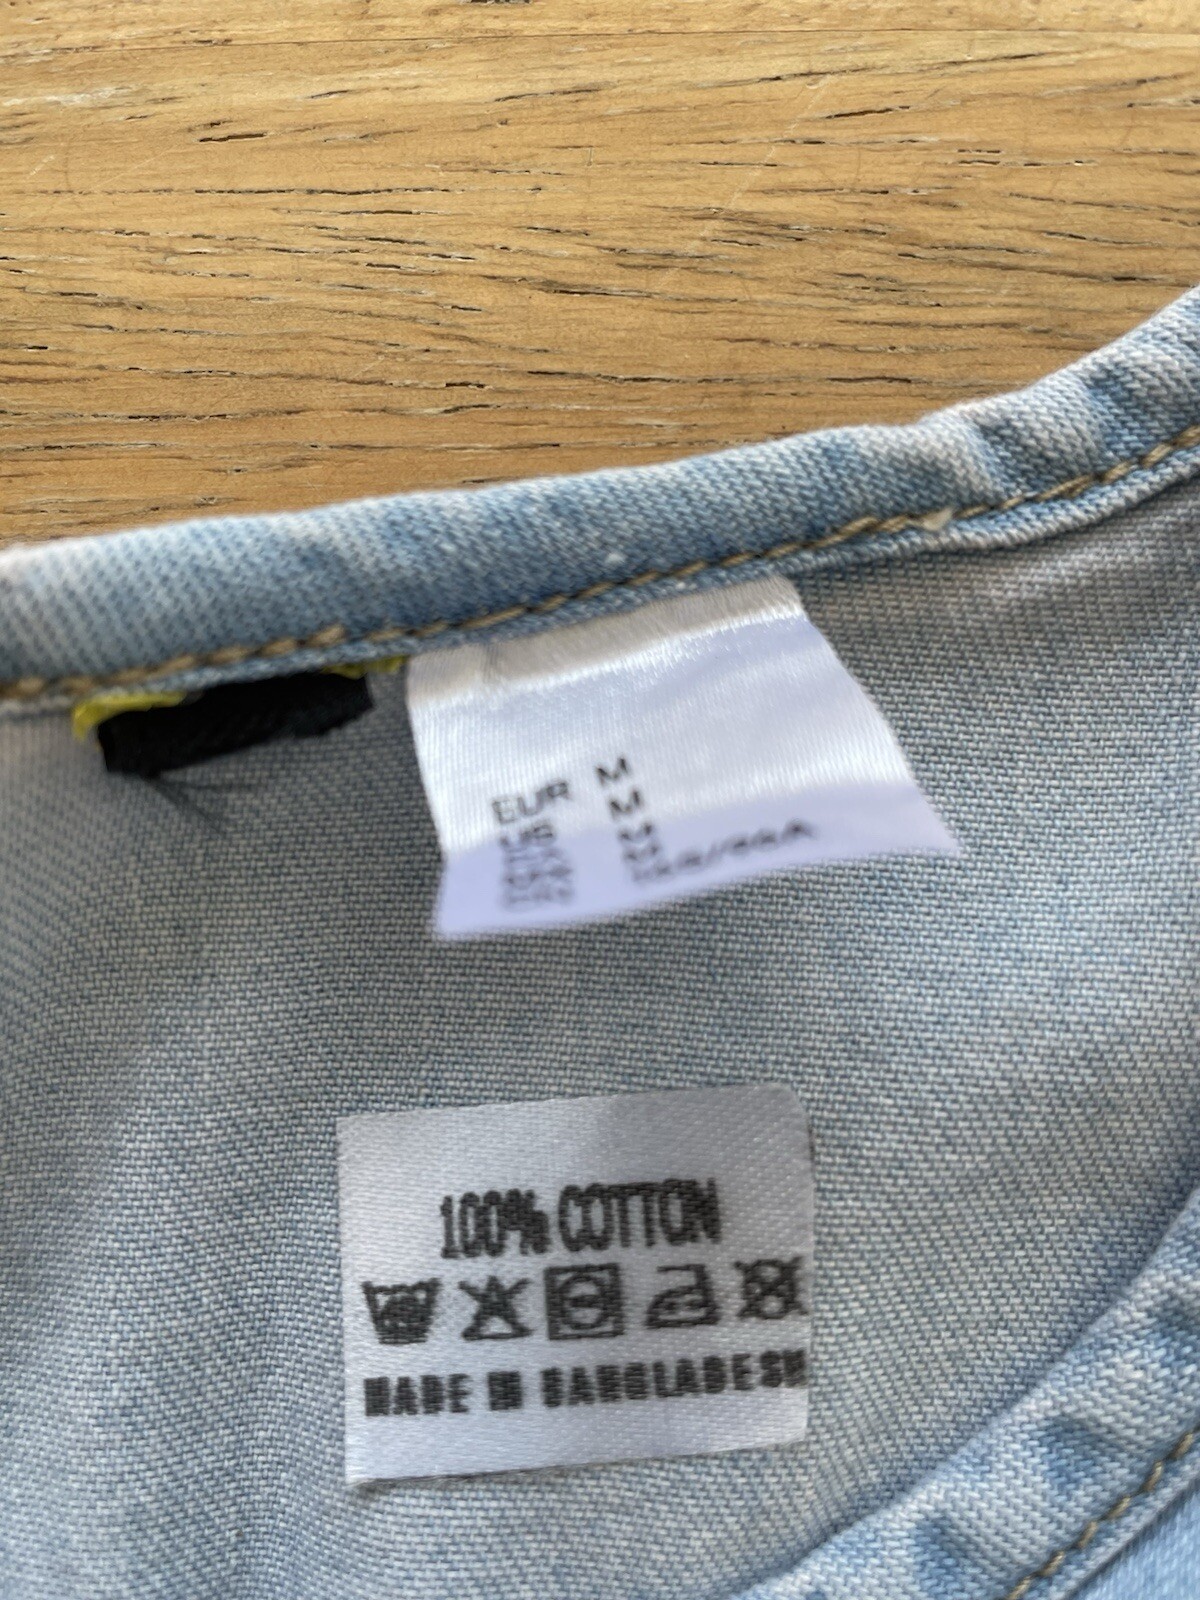 EUR M
US M
M
100% COTTON
MADE IN BANGLADESH